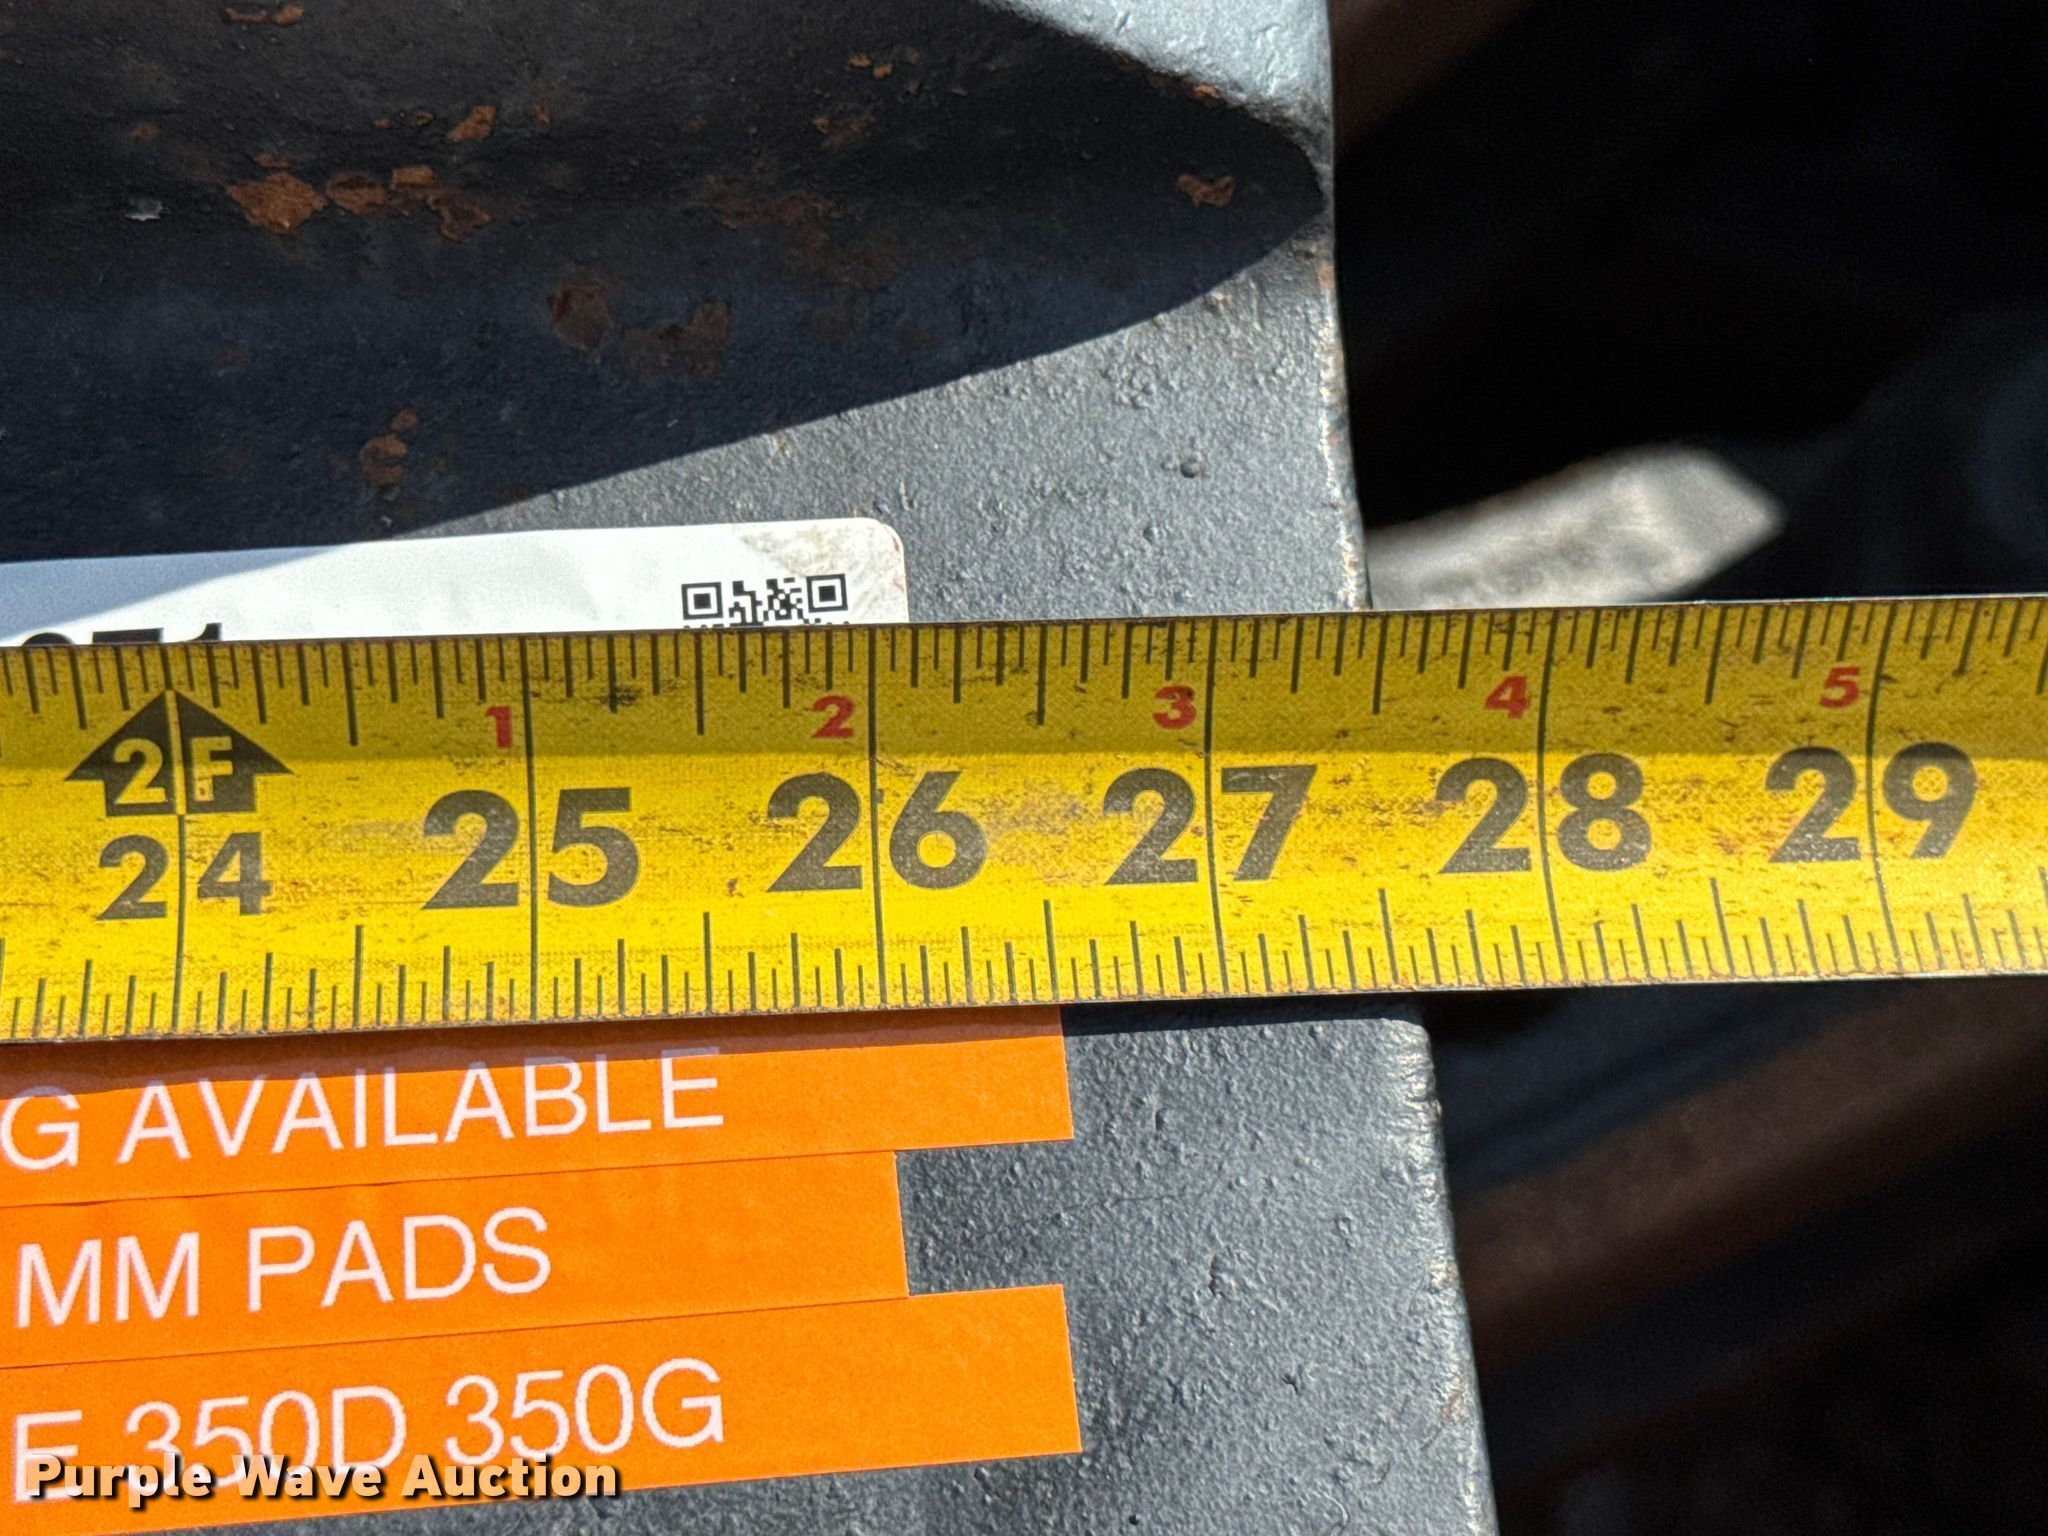 1 2 3 4 5
2F
24 25 26 27 28 29
G AVAILABLE
MM PADS
E 350D 350G
Purple Wave Auction